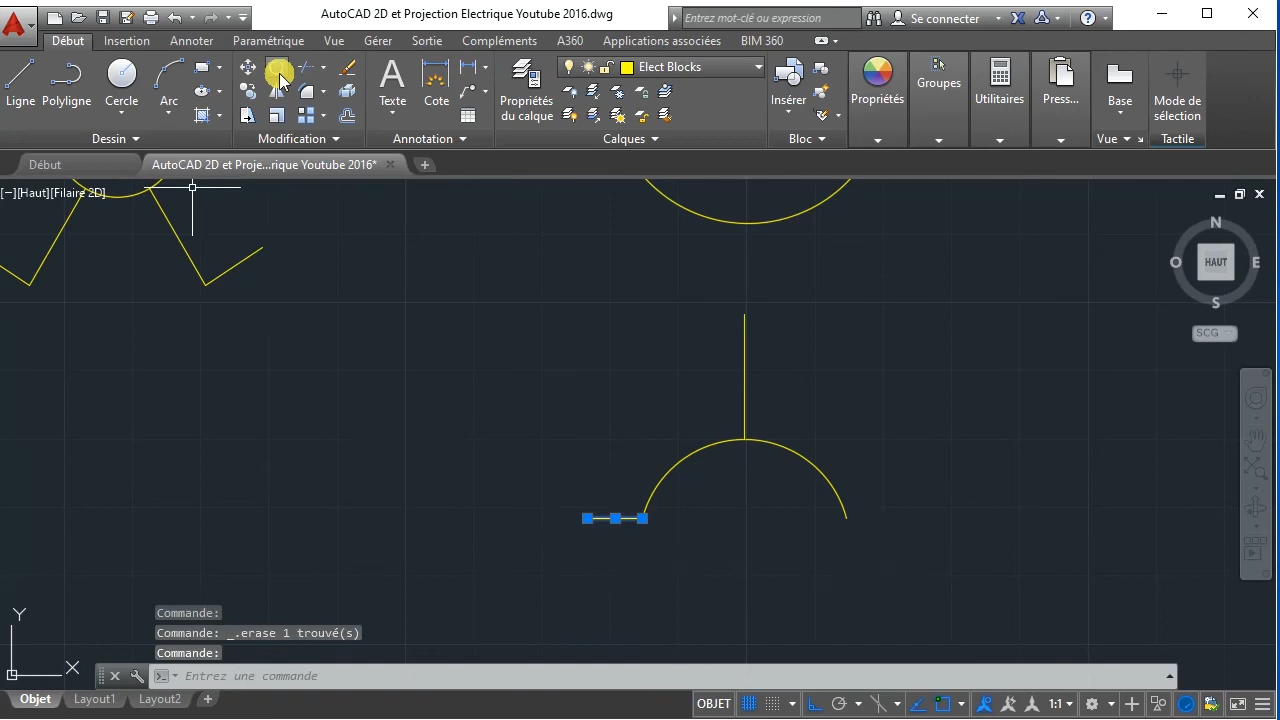 AutoCAD 2D et Projection Electrique Youtube 2016.dwg
Entrez mot-clé ou expression
Se connecter
Début
Insertion
Annoter
Paramétrique
Vue
Gérer
Sortie
Compléments
A360
Applications associées
BIM 360
Elect Blocks
Ligne
Polyligne
Cercle
Arc
Texte
Cote
Propriétés
du calque
Insérer
Propriétés
Groupes
Utilitaires
Press...
Base
Mode de
sélection
Dessin
Modification
Annotation
Calques
Bloc
Vue
Tactile
Début
AutoCAD 2D et Proje...rique Youtube 2016*
[−][Haut][Filaire 2D]
N
O
HAUT
E
S
SCG
Y
X
Commande:
Commande: _.erase 1 trouvé(s)
Commande:
Entrez une commande
Objet
Layout1
Layout2
OBJET
1:1